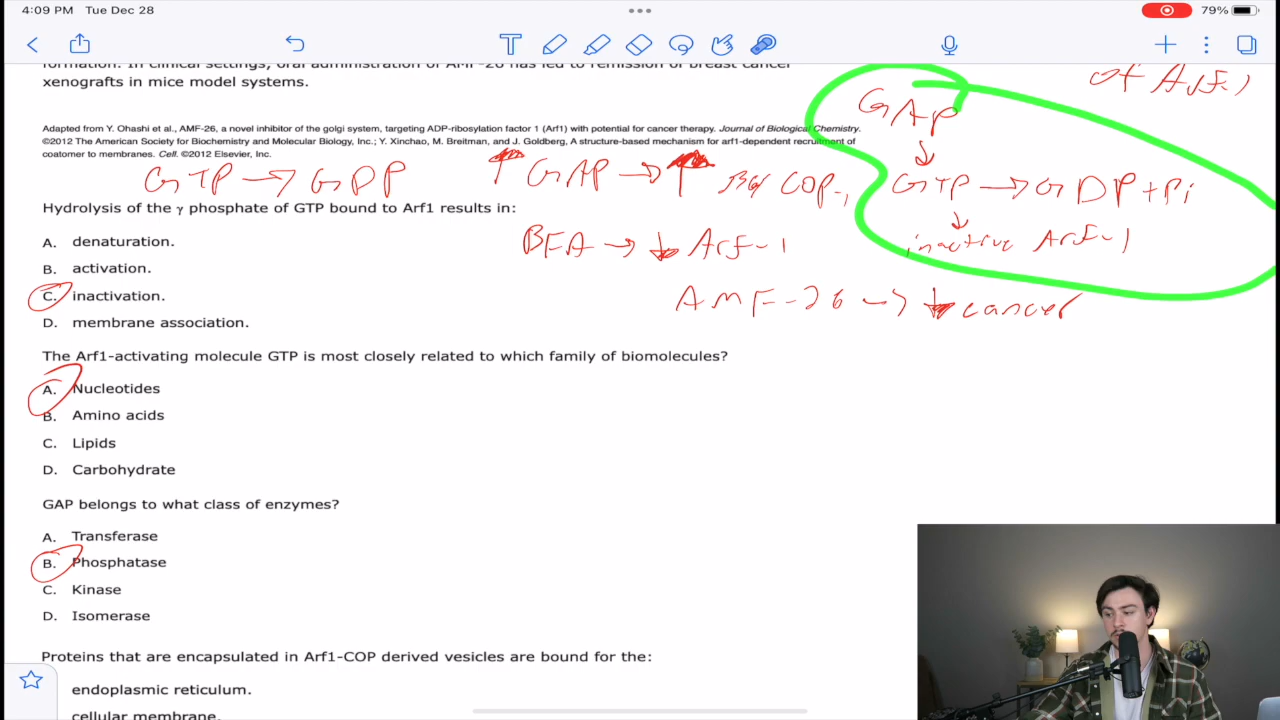 4:09 PM Tue Dec 28
79%
formation. In clinical settings, oral administration of AMF-26 has led to remission of breast cancer
xenografts in mice model systems.
of Arf-1
GAP
Adapted from Y. Ohashi et al., AMF-26, a novel inhibitor of the golgi system, targeting ADP-ribosylation factor 1 (Arf1) with potential for cancer therapy. Journal of Biological Chemistry.
©2012 The American Society for Biochemistry and Molecular Biology, Inc.; Y. Xinchao, M. Breitman, and J. Goldberg, A structure-based mechanism for arf1-dependent recruitment of
coatomer to membranes. Cell. ©2012 Elsevier, Inc.
GTP → GDP
↑ GAP → ↑ COP-1
GTP → GDP + Pi
Hydrolysis of the γ phosphate of GTP bound to Arf1 results in:
A. denaturation.
BFA → ↓ Arf-1
inactive Arf-1
B. activation.
C. inactivation.
AMF-26 → ↓ cancer
D. membrane association.
The Arf1-activating molecule GTP is most closely related to which family of biomolecules?
A. Nucleotides
B. Amino acids
C. Lipids
D. Carbohydrate
GAP belongs to what class of enzymes?
A. Transferase
B. Phosphatase
C. Kinase
D. Isomerase
Proteins that are encapsulated in Arf1-COP derived vesicles are bound for the:
endoplasmic reticulum.
cellular membrane.